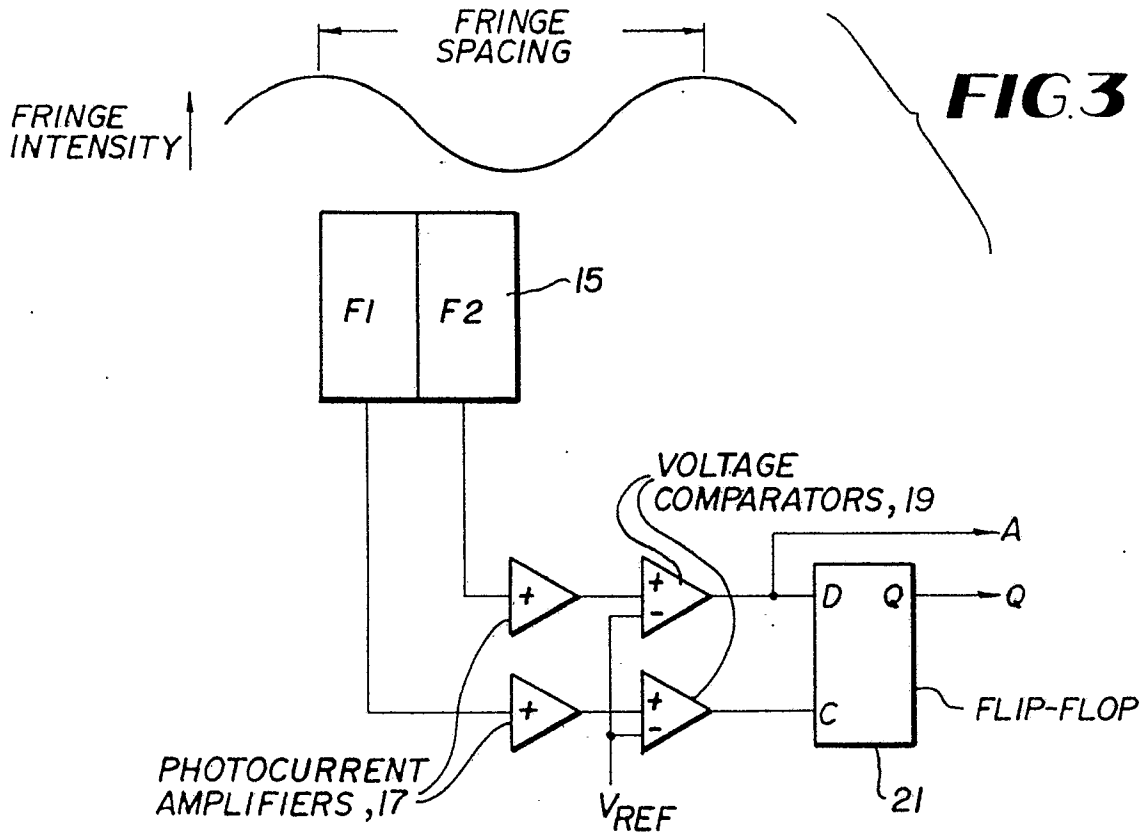 FRINGE
SPACING
FIG.3
FRINGE
INTENSITY
F1 F2
15
VOLTAGE
COMPARATORS, 19
A
+ + - D Q Q
+ + - C FLIP-FLOP
PHOTOCURRENT
AMPLIFIERS, 17
VREF
21